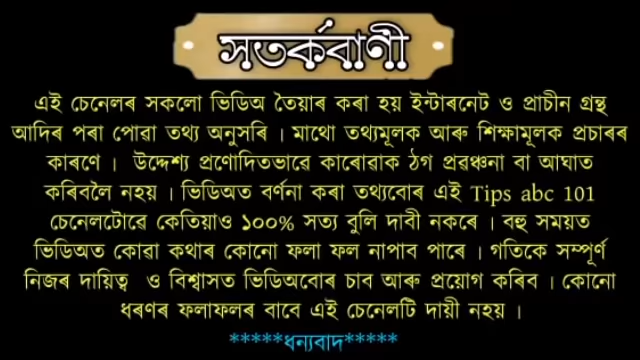 সতৰ্কবাণী
এই চেনেলৰ সকলো ভিডিঅ তৈয়াৰ কৰা হয় ইন্টাৰনেট ও প্ৰাচীন গ্ৰন্থ
আদিৰ পৰা পোৱা তথ্য অনুসৰি । মাথো তথ্যমূলক আৰু শিক্ষামূলক প্ৰচাৰৰ
কাৰণে । উদ্দেশ্য প্ৰণোদিতভাৱে কাৰোৱাক ঠগ প্ৰৱঞ্চনা বা আঘাত
কৰিবলৈ নহয় । ভিডিঅত বৰ্ণনা কৰা তথ্যবোৰ এই Tips abc 101
চেনেলটোৱে কেতিয়াও ১০০% সত্য বুলি দাবী নকৰে । বহু সময়ত
ভিডিঅত কোৱা কথাৰ কোনো ফলা ফল নাপাব পাৰে । গতিকে সম্পূৰ্ণ
নিজৰ দায়িত্ব ও বিশ্বাসত ভিডিঅবোৰ চাব আৰু প্ৰয়োগ কৰিব । কোনো
ধৰণৰ ফলাফলৰ বাবে এই চেনেলটি দায়ী নহয় ।
*****ধন্যবাদ*****